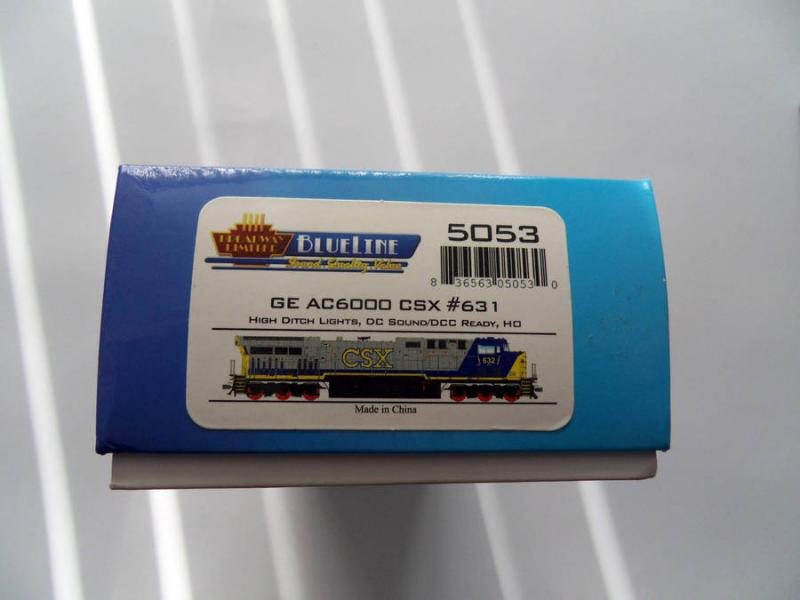 BROADWAY
LIMITED
BLUELINE
Sound Quality Value
5053
8 36563 05053 0
GE AC6000 CSX #631
HIGH DITCH LIGHTS, DC SOUND/DCC READY, HO
CSX
632
Made in China